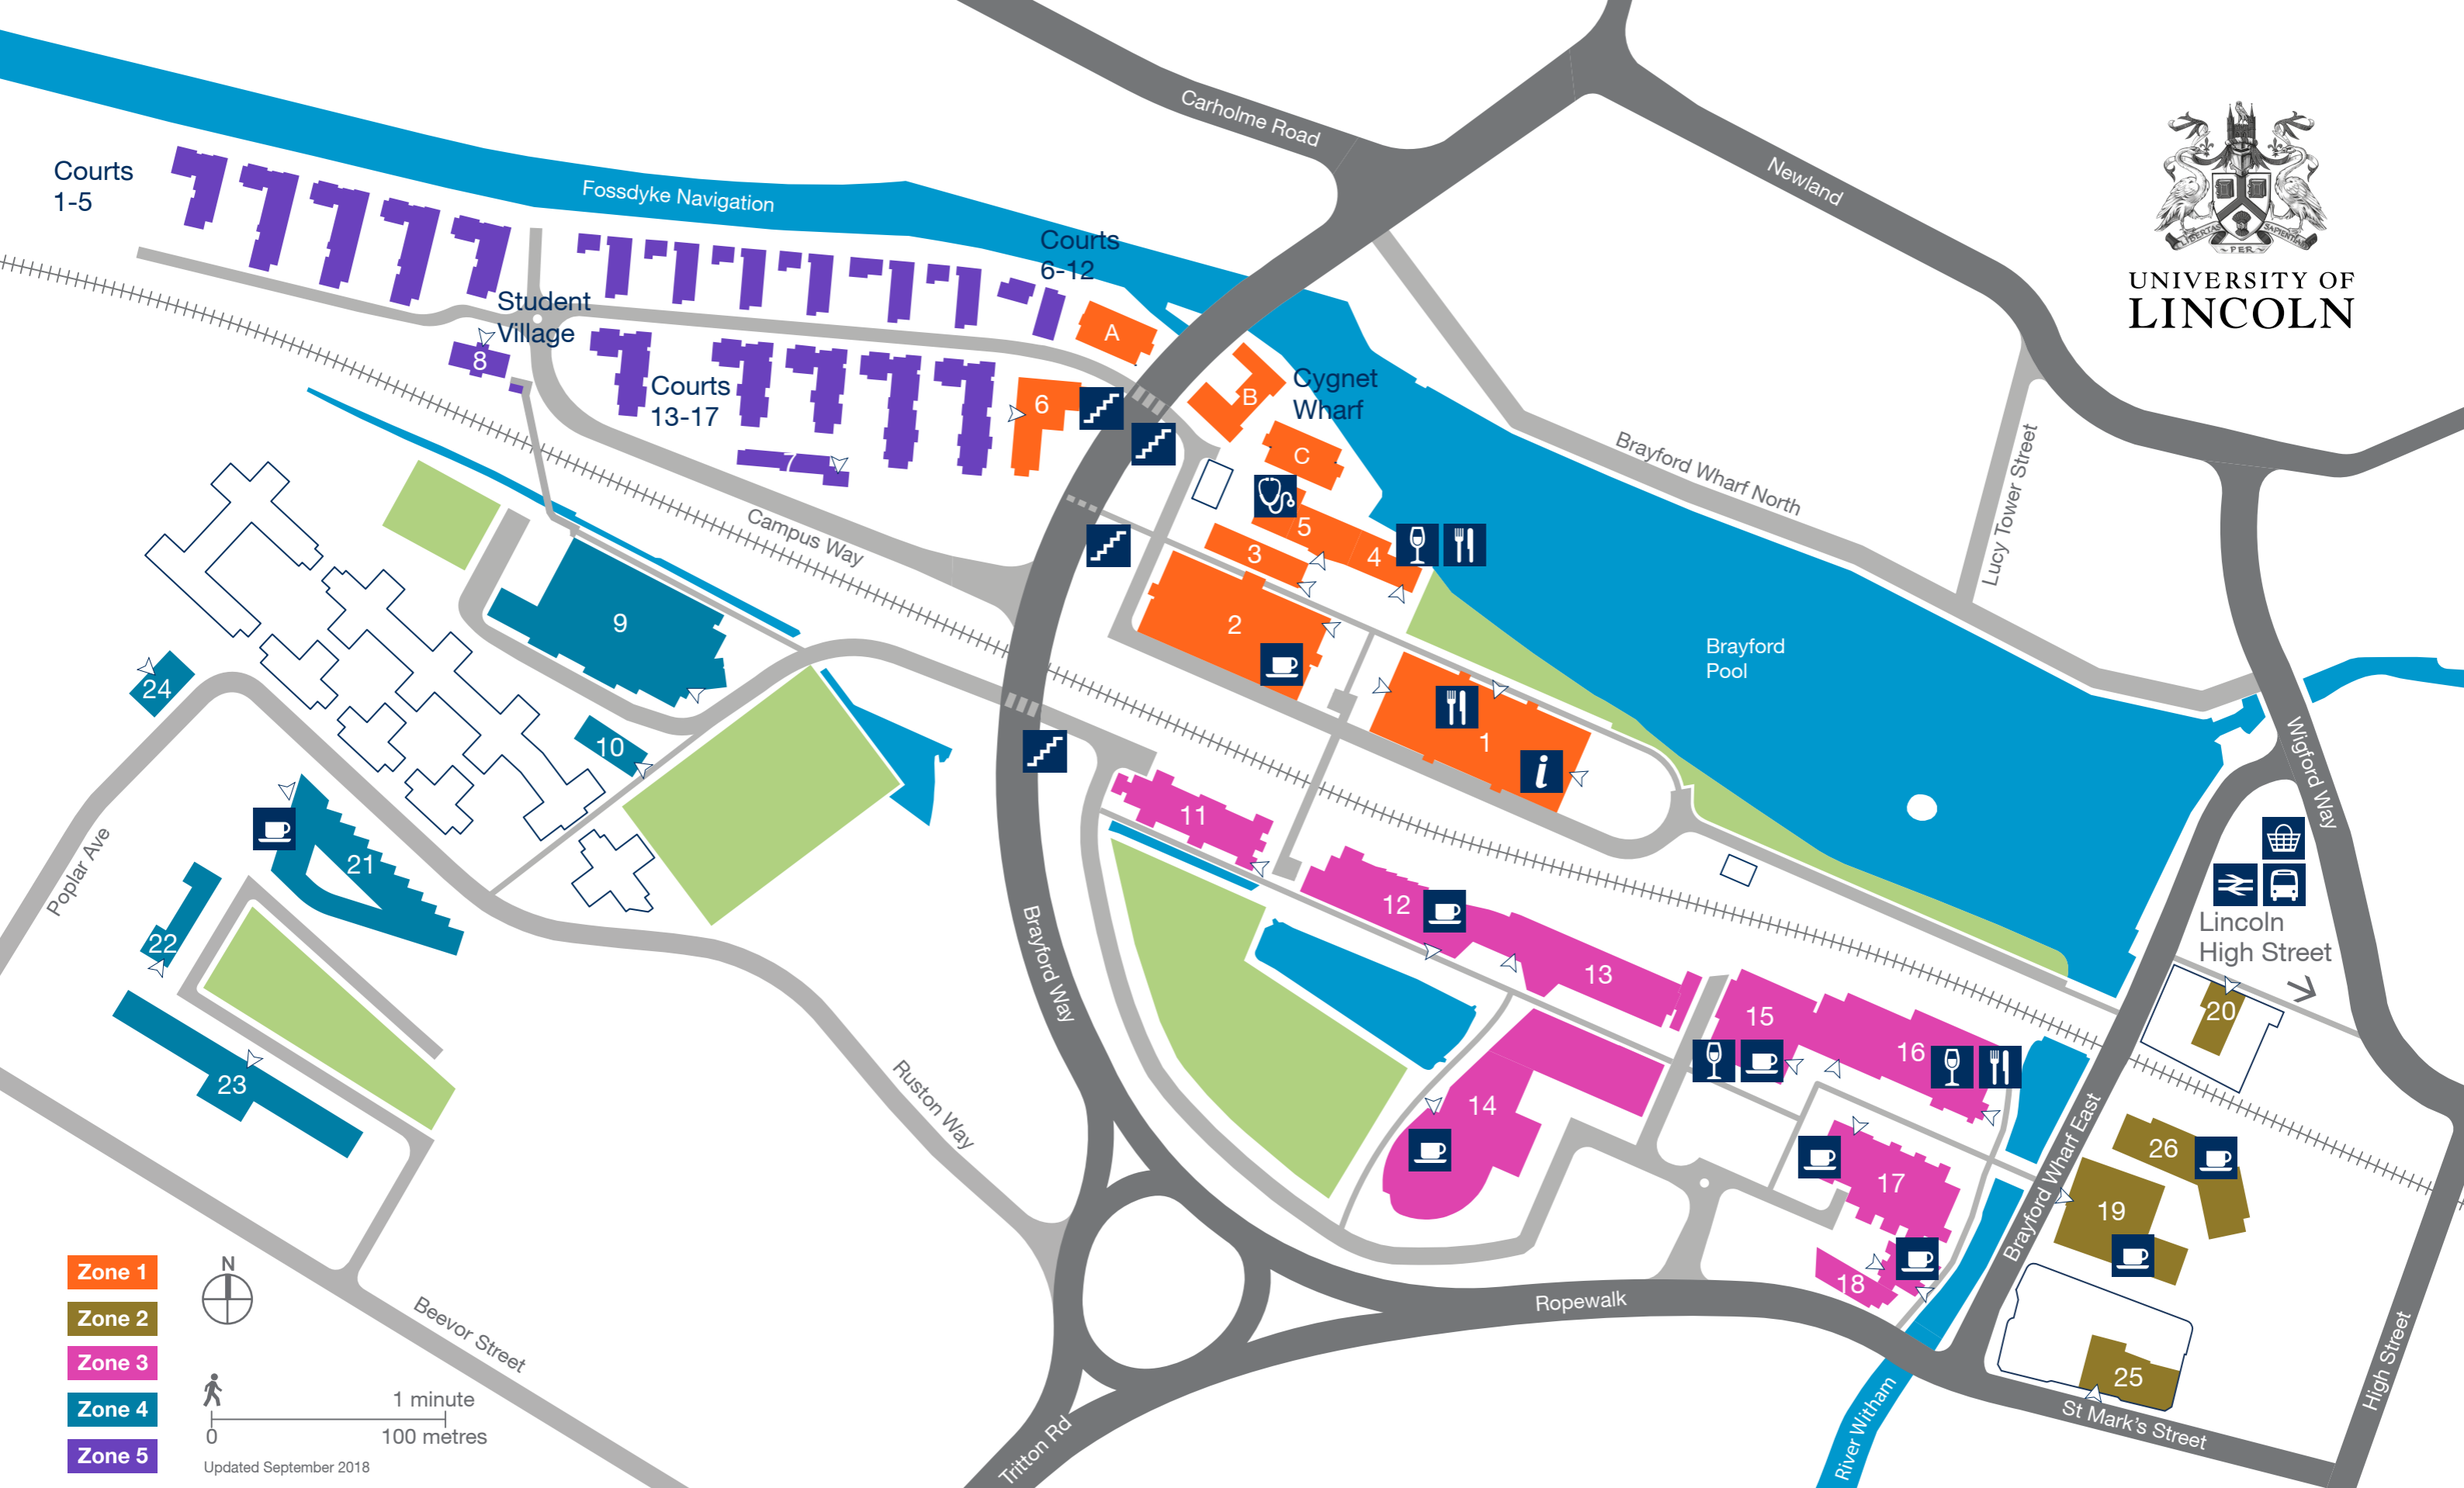 Carholme Road
Newland
LIBERTAS
PER
SAPIENTIAM
UNIVERSITY OF
LINCOLN
Courts
1-5
Fossdyke Navigation
Courts
6-12
Student
Village
A
8
Courts
13-17
6
B
Cygnet
Wharf
C
7
Brayford Wharf North
Lucy Tower Street
Campus Way
5
3
4
9
2
Brayford
Pool
24
10
1
i
Wigford Way
11
Poplar Ave
21
12
22
13
Lincoln
High Street
Brayford Way
20
15
16
23
Ruston Way
14
26
17
Brayford Wharf East
19
18
Zone 1
Zone 2
Zone 3
Zone 4
Zone 5
N
1 minute
0
100 metres
Updated September 2018
Beevor Street
Ropewalk
Tritton Rd
River Witham
25
St Mark's Street
High Street